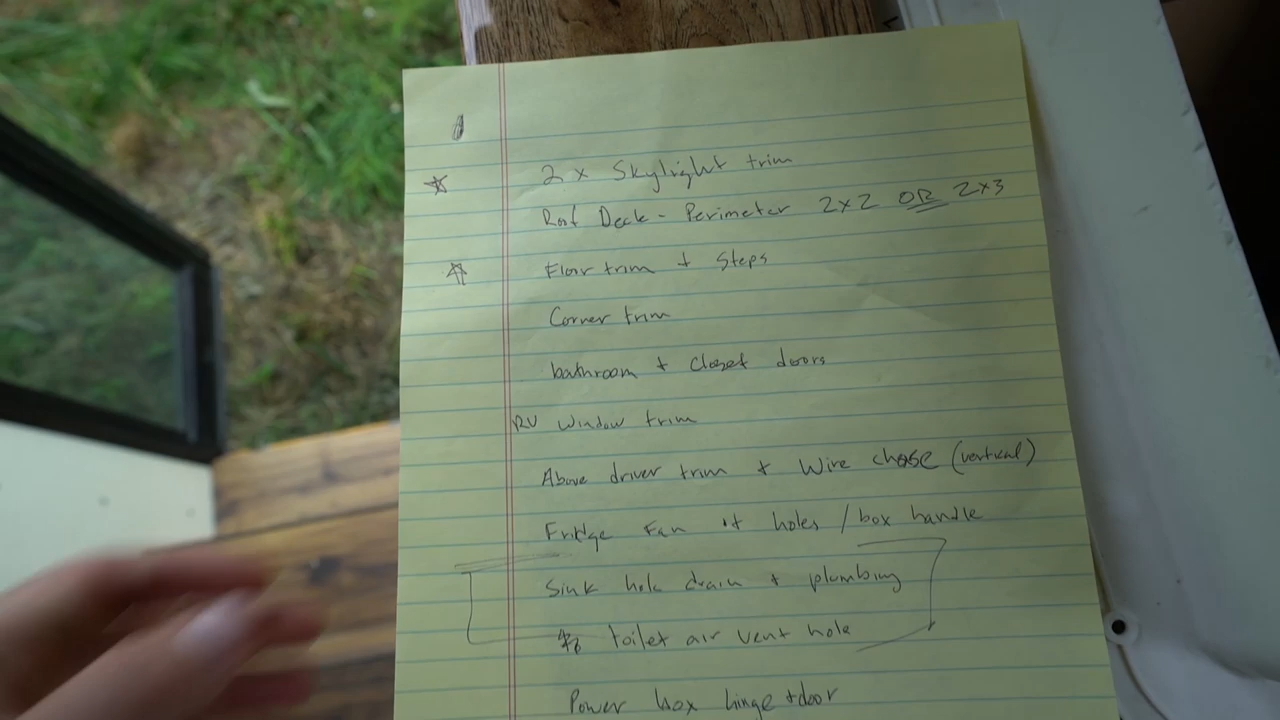 2 x Skylight trim
Roof Deck - Perimeter 2x2 OR 2x3
Floor trim + Steps
Corner trim
bathroom + Closet doors
RV Window trim
Above driver trim + Wire chase (vertical)
Fridge Fan + holes / box handle
Sink hole drain + plumbing
toilet air vent hole
Power box hinge + door